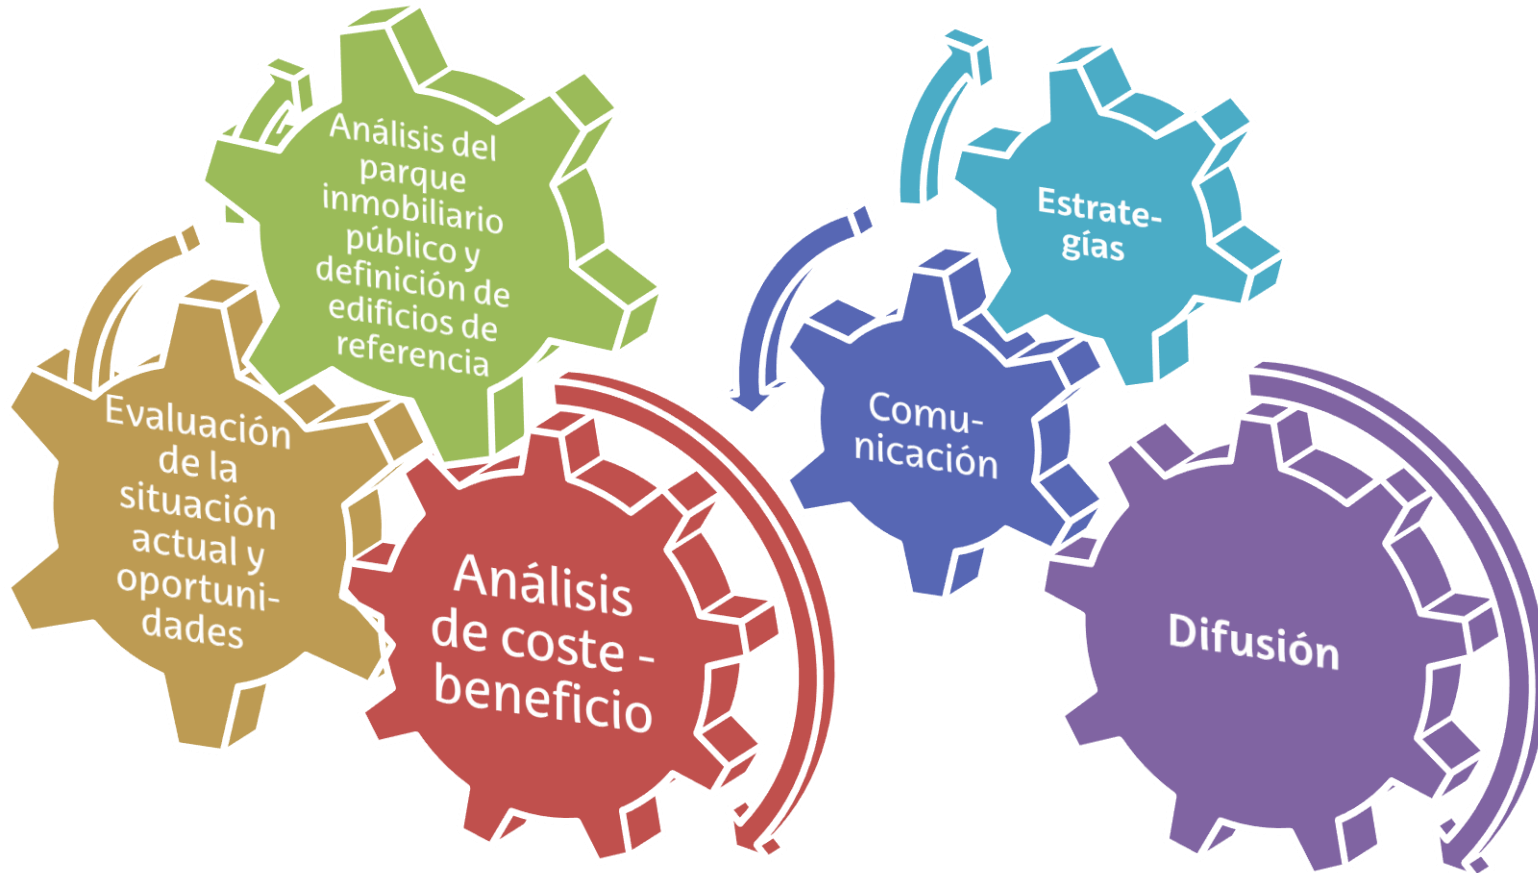 Análisis del
parque
inmobiliario
público y
definición de
edificios de
referencia
Evaluación
de la
situación
actual y
oportuni-
dades
Análisis
de coste -
beneficio
Estrate-
gías
Comu-
nicación
Difusión